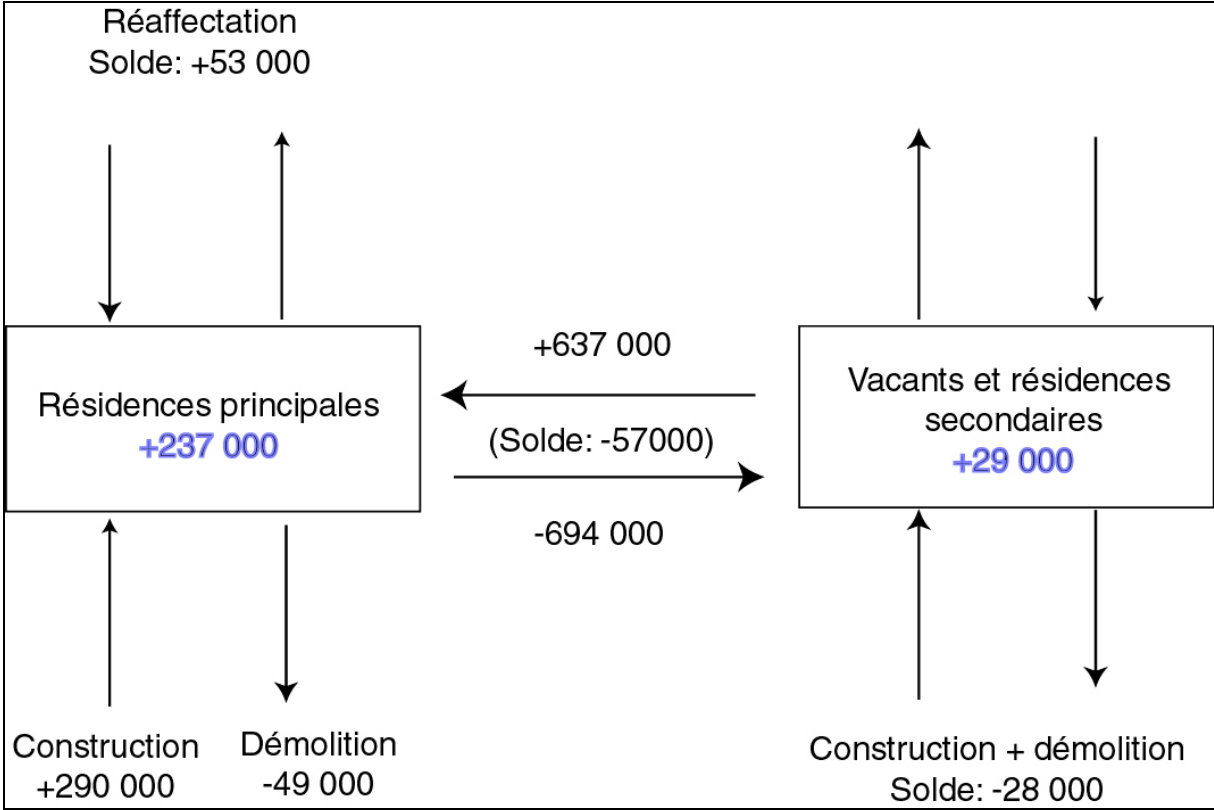 Réaffectation
Solde: +53 000
+637 000
Résidences principales
+237 000
(Solde: -57000)
-694 000
Vacants et résidences
secondaires
+29 000
Construction
+290 000
Démolition
-49 000
Construction + démolition
Solde: -28 000